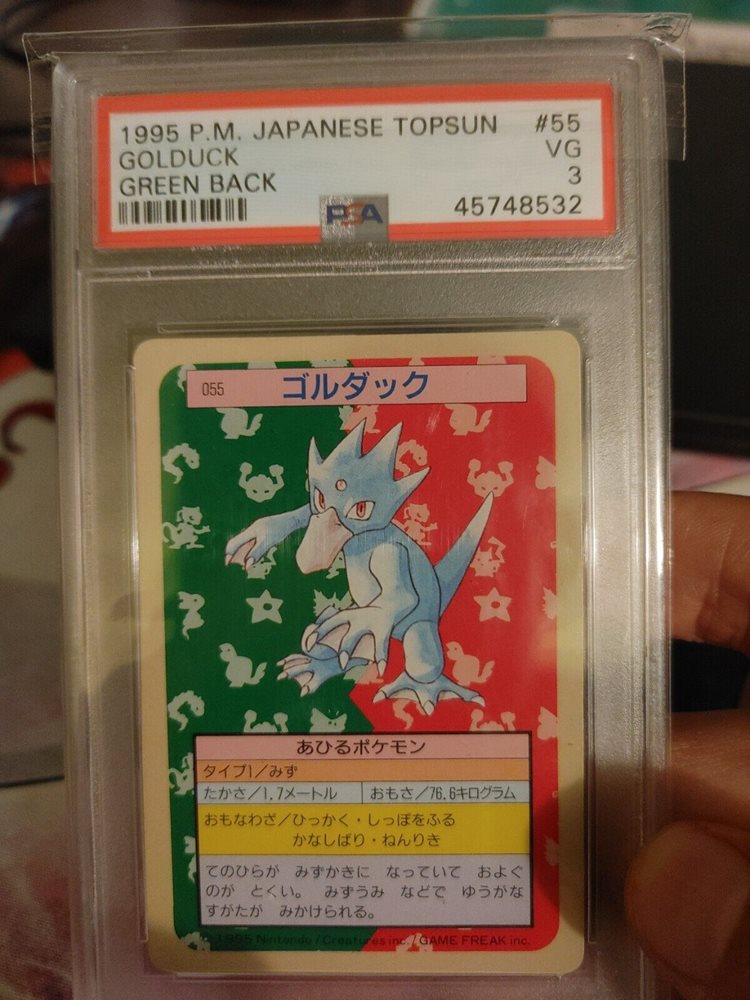 1995 P.M. JAPANESE TOPSUN #55
GOLDUCK VG
GREEN BACK 3
PSA 45748532
055 ゴルダック
あひるポケモン
タイプ1/みず
たかさ/1.7メートル おもさ/76.6キログラム
おもなわざ/ひっかく・しっぽをふる
かなしばり・ねんりき
てのひらが みずかきに なっていて およぐ
のが とくい。 みずうみ などで ゆうがな
すがたが みかけられる。
©1995 Nintendo/Creatures inc./GAME FREAK inc.